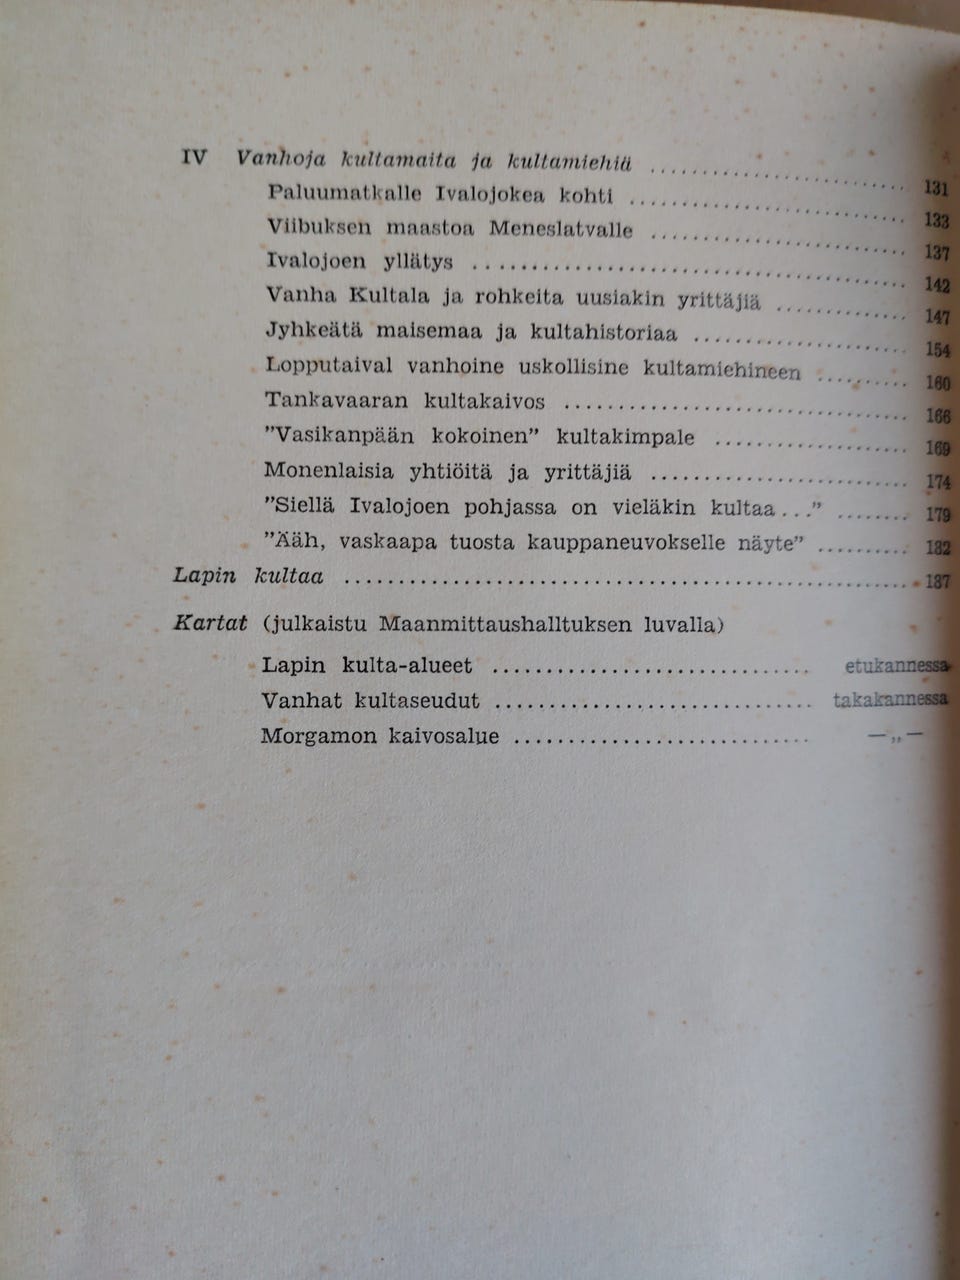 IV Vanhoja kultamaita ja kultamiehiä ........................ 131
Paluumatkalle Ivalojokea kohti ........................ 133
Viibuksen maastoa Meneslatvalle ........................ 137
Ivalojoen yllätys ........................ 142
Vanha Kultala ja rohkeita uusiakin yrittäjiä ............ 147
Jyhkeätä maisemaa ja kultahistoriaa .................... 154
Lopputaival vanhoine uskollisine kultamiehineen .......... 160
Tankavaaran kultakaivos ........................ 166
”Vasikanpään kokoinen” kultakimpale .................. 169
Monenlaisia yhtiöitä ja yrittäjiä ........................ 174
”Siellä Ivalojoen pohjassa on vieläkin kultaa...” ........ 179
”Ääh, vaskaapa tuosta kauppaneuvokselle näyte” .......... 182
Lapin kultaa ........................ 187
Kartat (julkaistu Maanmittaushalltuksen luvalla)
Lapin kulta-alueet ........................ etukannessa
Vanhat kultaseudut ........................ takakannessa
Morgamon kaivosalue ........................ —„—